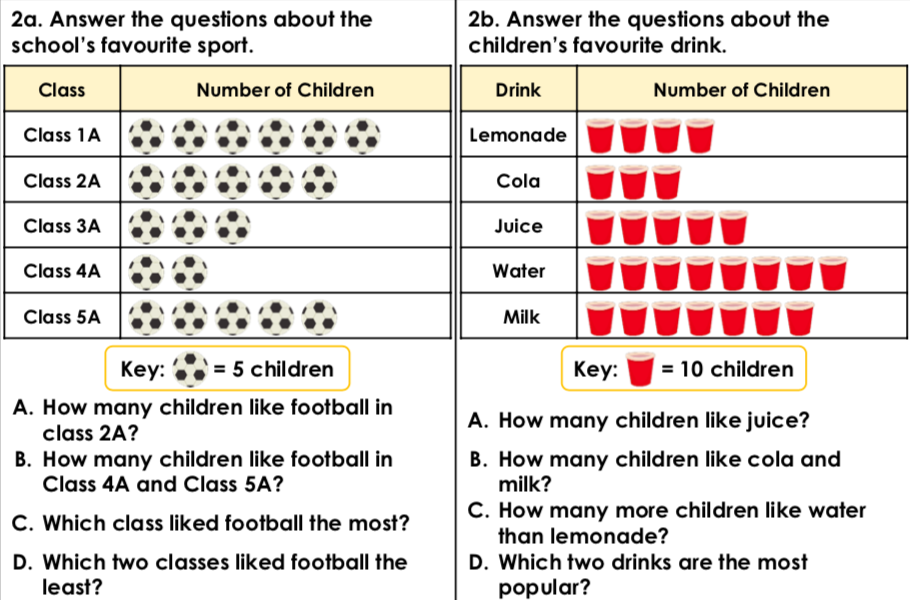 2a. Answer the questions about the
school's favourite sport.
Class Number of Children
Class 1A
Class 2A
Class 3A
Class 4A
Class 5A
Key: = 5 children
A. How many children like football in
class 2A?
B. How many children like football in
Class 4A and Class 5A?
C. Which class liked football the most?
D. Which two classes liked football the
least?
2b. Answer the questions about the
children's favourite drink.
Drink Number of Children
Lemonade
Cola
Juice
Water
Milk
Key: = 10 children
A. How many children like juice?
B. How many children like cola and
milk?
C. How many more children like water
than lemonade?
D. Which two drinks are the most
popular?